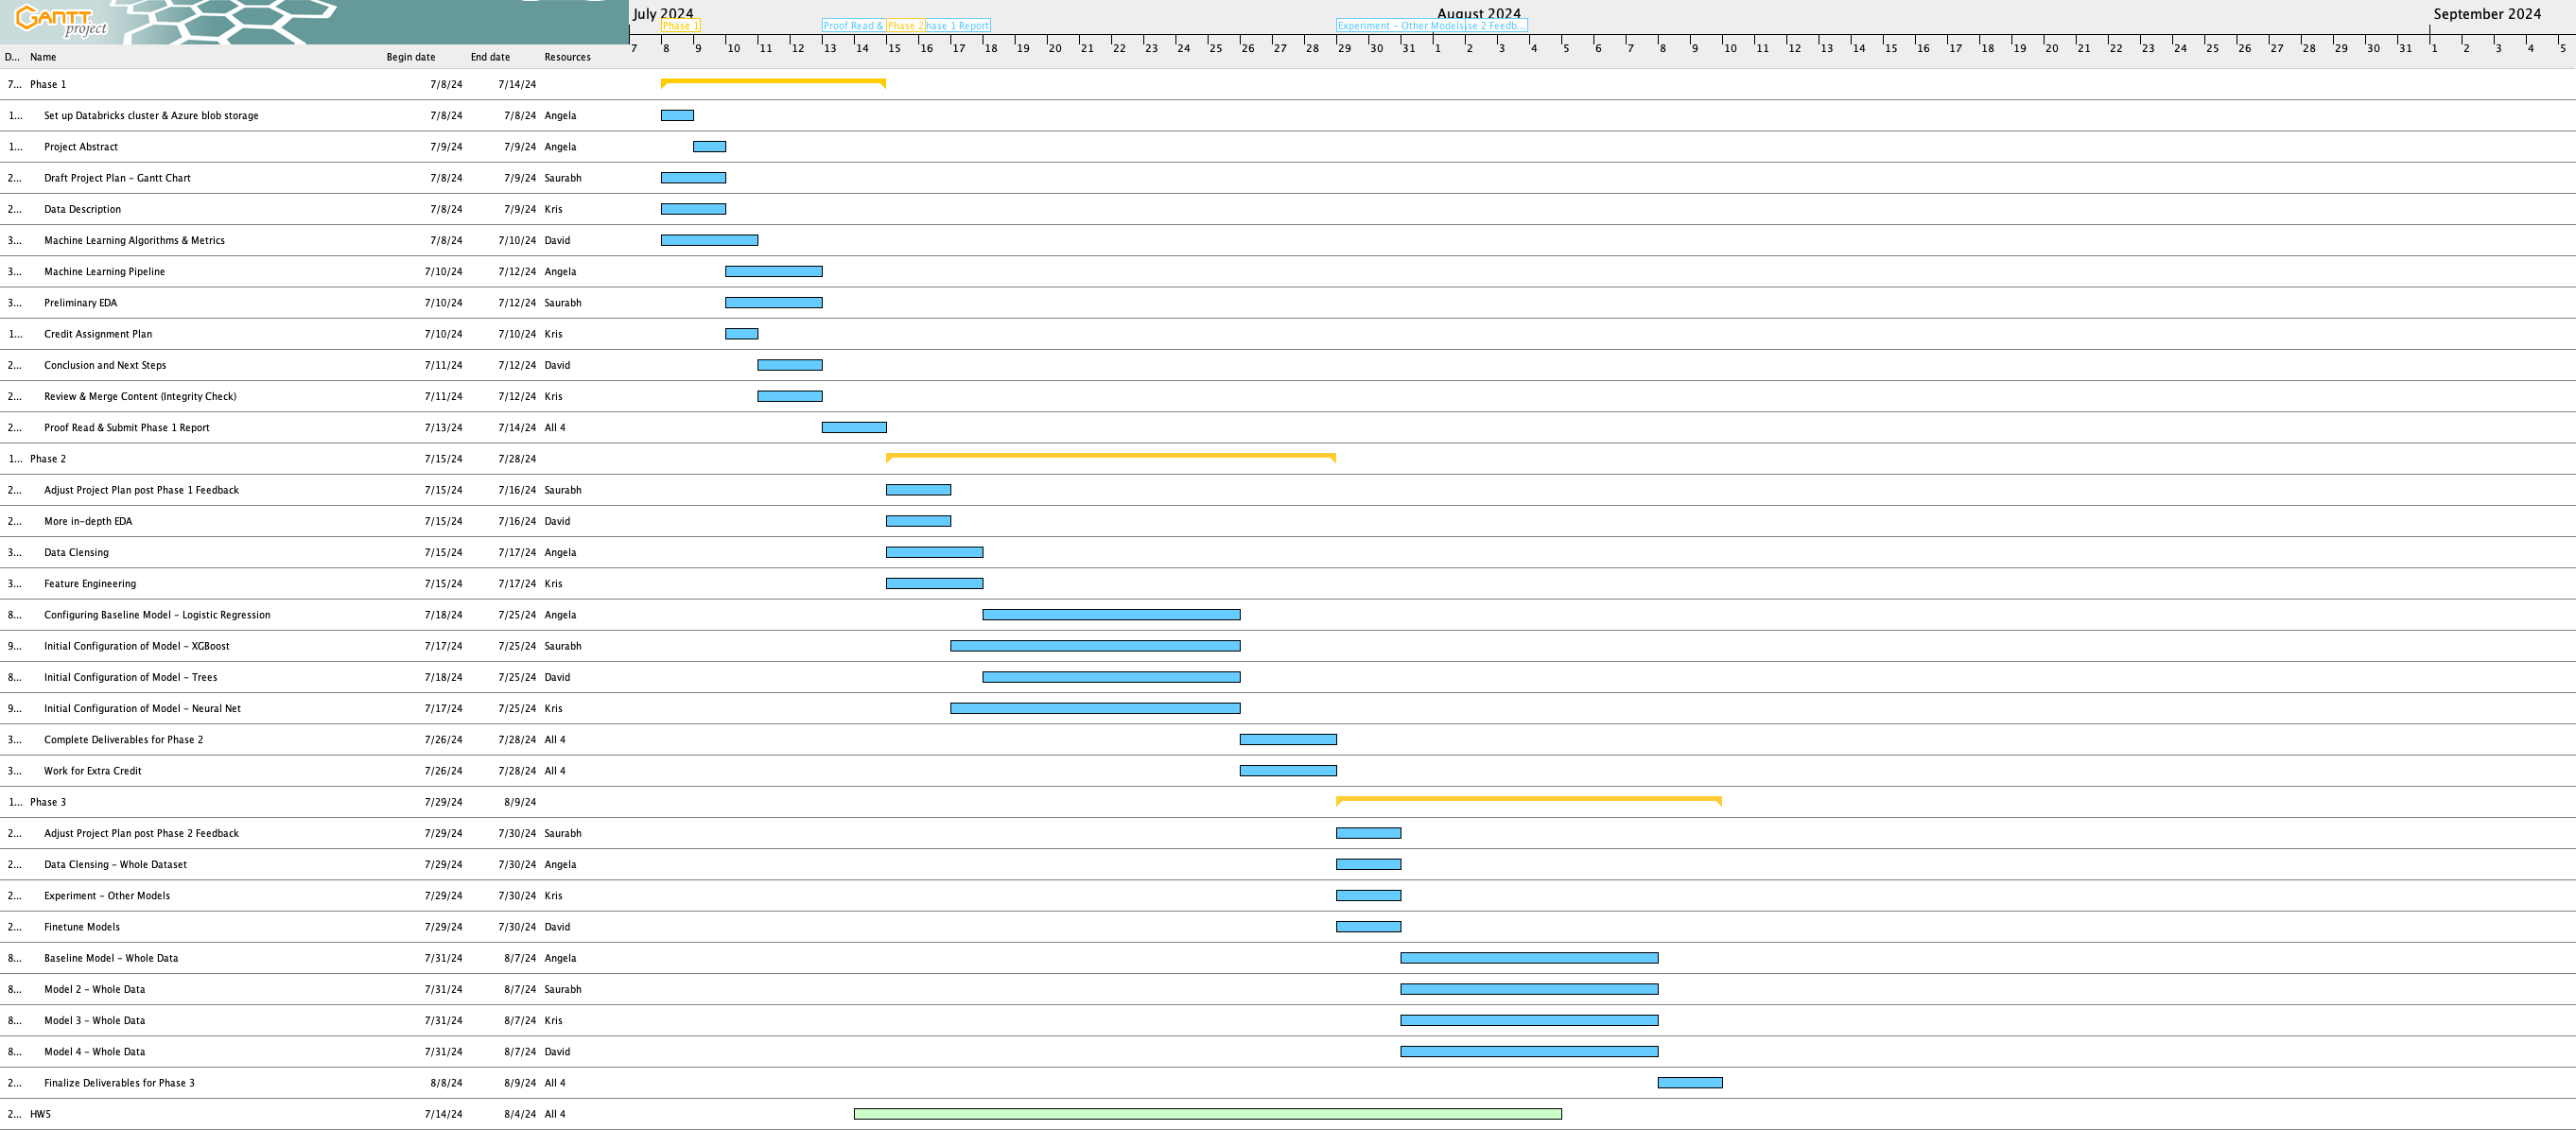 GANTT project
July 2024 August 2024 September 2024
Phase 1 Proof Read & Phase 2 hase 1 Report Experiment - Other Models se 2 Feedb...
7 8 9 10 11 12 13 14 15 16 17 18 19 20 21 22 23 24 25 26 27 28 29 30 31 1 2 3 4 5 6 7 8 9 10 11 12 13 14 15 16 17 18 19 20 21 22 23 24 25 26 27 28 29 30 31 1 2 3 4 5
D... Name Begin date End date Resources
7... Phase 1 7/8/24 7/14/24
1... Set up Databricks cluster & Azure blob storage 7/8/24 7/8/24 Angela
1... Project Abstract 7/9/24 7/9/24 Angela
2... Draft Project Plan - Gantt Chart 7/8/24 7/9/24 Saurabh
2... Data Description 7/8/24 7/9/24 Kris
3... Machine Learning Algorithms & Metrics 7/8/24 7/10/24 David
3... Machine Learning Pipeline 7/10/24 7/12/24 Angela
3... Preliminary EDA 7/10/24 7/12/24 Saurabh
1... Credit Assignment Plan 7/10/24 7/10/24 Kris
2... Conclusion and Next Steps 7/11/24 7/12/24 David
2... Review & Merge Content (Integrity Check) 7/11/24 7/12/24 Kris
2... Proof Read & Submit Phase 1 Report 7/13/24 7/14/24 All 4
1... Phase 2 7/15/24 7/28/24
2... Adjust Project Plan post Phase 1 Feedback 7/15/24 7/16/24 Saurabh
2... More in-depth EDA 7/15/24 7/16/24 David
3... Data Clensing 7/15/24 7/17/24 Angela
3... Feature Engineering 7/15/24 7/17/24 Kris
8... Configuring Baseline Model - Logistic Regression 7/18/24 7/25/24 Angela
9... Initial Configuration of Model - XGBoost 7/17/24 7/25/24 Saurabh
8... Initial Configuration of Model - Trees 7/18/24 7/25/24 David
9... Initial Configuration of Model - Neural Net 7/17/24 7/25/24 Kris
3... Complete Deliverables for Phase 2 7/26/24 7/28/24 All 4
3... Work for Extra Credit 7/26/24 7/28/24 All 4
1... Phase 3 7/29/24 8/9/24
2... Adjust Project Plan post Phase 2 Feedback 7/29/24 7/30/24 Saurabh
2... Data Clensing - Whole Dataset 7/29/24 7/30/24 Angela
2... Experiment - Other Models 7/29/24 7/30/24 Kris
2... Finetune Models 7/29/24 7/30/24 David
8... Baseline Model - Whole Data 7/31/24 8/7/24 Angela
8... Model 2 - Whole Data 7/31/24 8/7/24 Saurabh
8... Model 3 - Whole Data 7/31/24 8/7/24 Kris
8... Model 4 - Whole Data 7/31/24 8/7/24 David
2... Finalize Deliverables for Phase 3 8/8/24 8/9/24 All 4
2... HW5 7/14/24 8/4/24 All 4